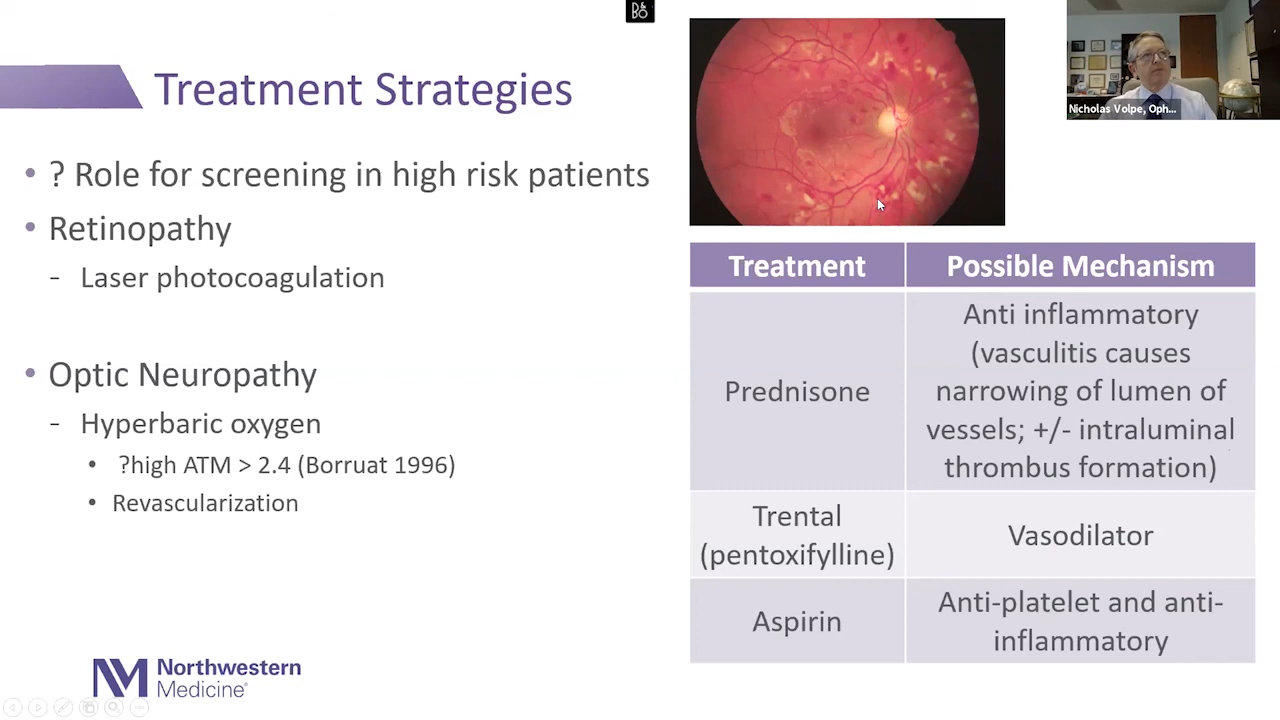 B&O
Treatment Strategies
• ? Role for screening in high risk patients
• Retinopathy
- Laser photocoagulation
• Optic Neuropathy
- Hyperbaric oxygen
• ?high ATM > 2.4 (Borruat 1996)
• Revascularization
Nicholas Volpe, Oph...
Treatment
Possible Mechanism
Prednisone
Anti inflammatory
(vasculitis causes
narrowing of lumen of
vessels; +/- intraluminal
thrombus formation)
Trental
(pentoxifylline)
Vasodilator
Aspirin
Anti-platelet and anti-
inflammatory
NM Northwestern
Medicine®